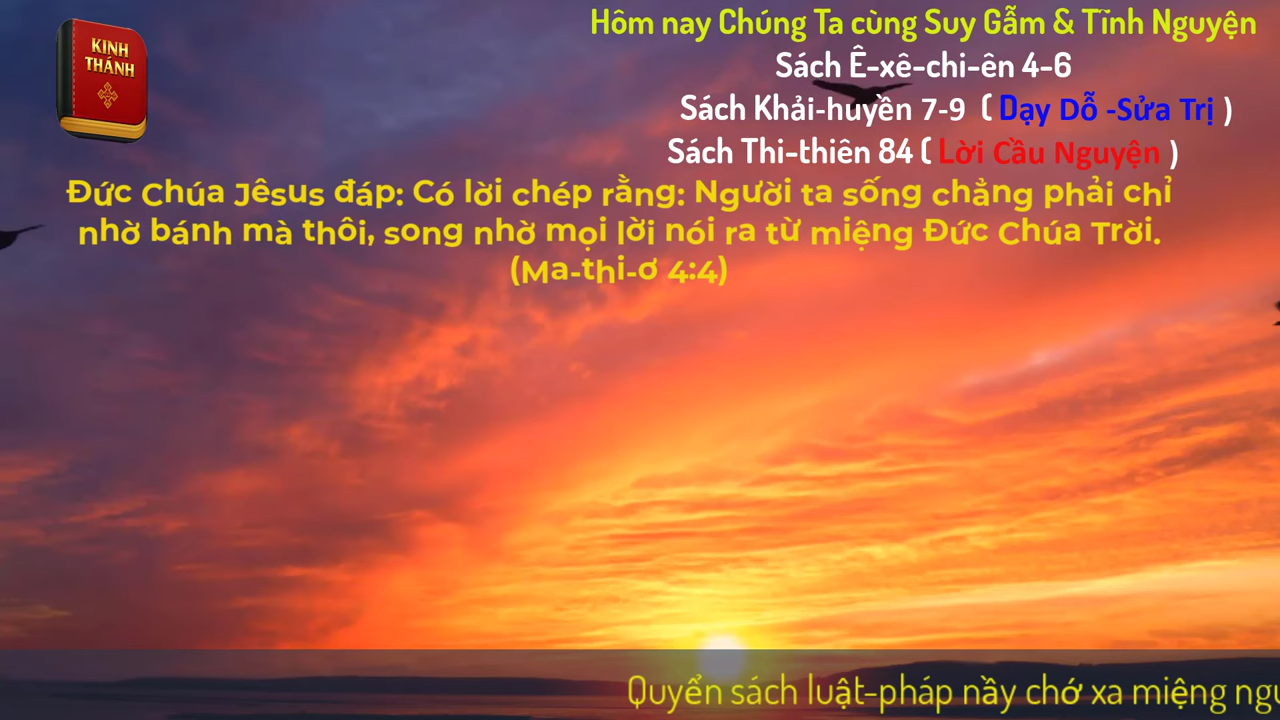 KINH
THÁNH
Hôm nay Chúng Ta cùng Suy Gẫm & Tĩnh Nguyện
Sách Ê-xê-chi-ên 4-6
Sách Khải-huyền 7-9 ( Dạy Dỗ -Sửa Trị )
Sách Thi-thiên 84 ( Lời Cầu Nguyện )
Đức Chúa Jêsus đáp: Có lời chép rằng: Người ta sống chẳng phải chỉ
nhờ bánh mà thôi, song nhờ mọi lời nói ra từ miệng Đức Chúa Trời.
(Ma-thi-ơ 4:4)
Quyển sách luật-pháp nầy chớ xa miệng